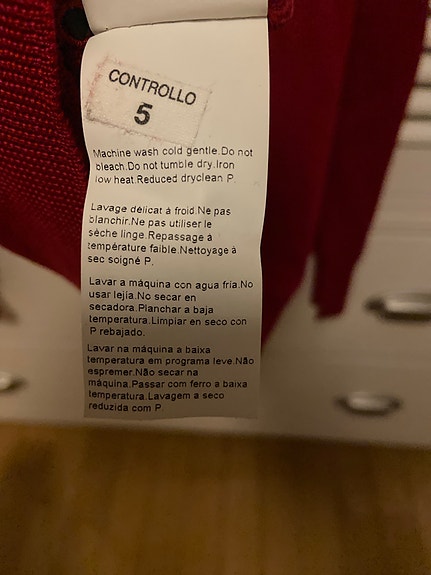 CONTROLLO
5
Machine wash cold gentle.Do not
bleach.Do not tumble dry.Iron
low heat.Reduced dryclean P.
Lavage délicat à froid.Ne pas
blanchir.Ne pas utiliser le
sèche linge.Repassage à
température faible.Nettoyage à
sec soigné P.
Lavar a máquina con agua fria.No
usar lejia.No secar en
secadora.Planchar a baja
temperatura.Limpiar en seco con
P rebajado.
Lavar na máquina a baixa
temperatura em programa leve.Não
espremer.Não secar na
máquina.Passar com ferro a baixa
temperatura.Lavagem a seco
reduzida com P.